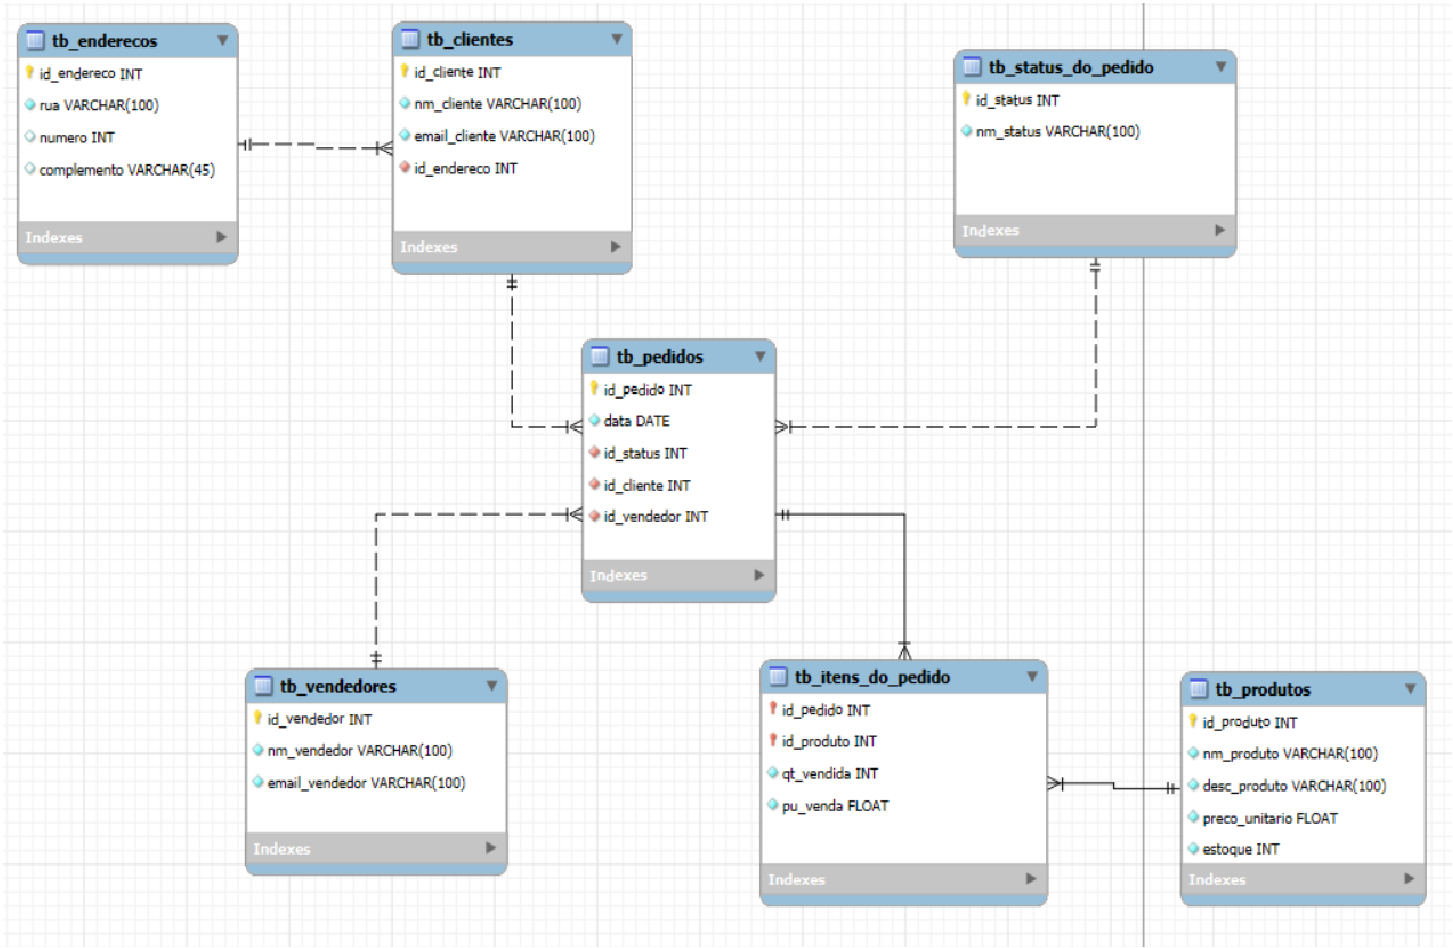 tb_enderecos
id_endereco INT
rua VARCHAR(100)
numero INT
complemento VARCHAR(45)
Indexes
tb_clientes
id_cliente INT
nm_cliente VARCHAR(100)
email_cliente VARCHAR(100)
id_endereco INT
Indexes
tb_status_do_pedido
id_status INT
nm_status VARCHAR(100)
Indexes
tb_pedidos
id_pedido INT
data DATE
id_status INT
id_cliente INT
id_vendedor INT
Indexes
tb_vendedores
id_vendedor INT
nm_vendedor VARCHAR(100)
email_vendedor VARCHAR(100)
Indexes
tb_itens_do_pedido
id_pedido INT
id_produto INT
qt_vendida INT
pu_venda FLOAT
Indexes
tb_produtos
id_produto INT
nm_produto VARCHAR(100)
desc_produto VARCHAR(100)
preco_unitario FLOAT
estoque INT
Indexes